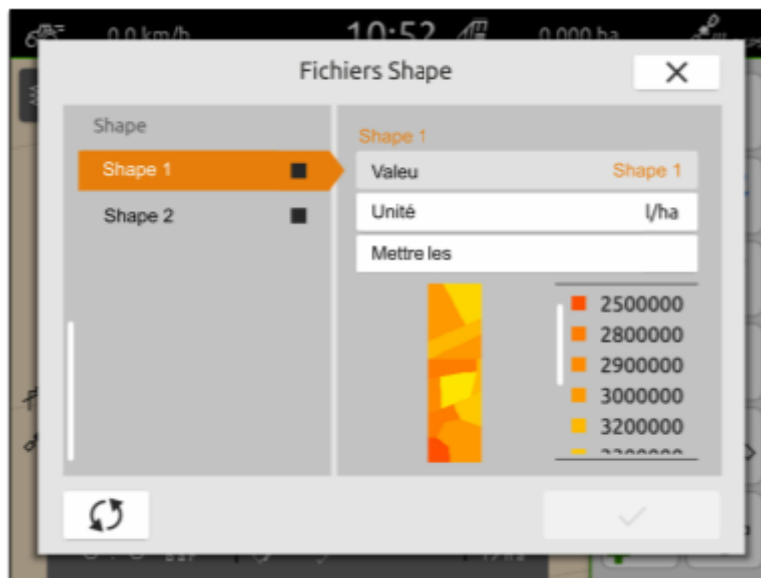 0.0 km/h 10:52 0.000 ha
Fichiers Shape
Shape
Shape 1
Shape 2
Shape 1
Valeu Shape 1
Unité l/ha
Mettre les
2500000
2800000
2900000
3000000
3200000